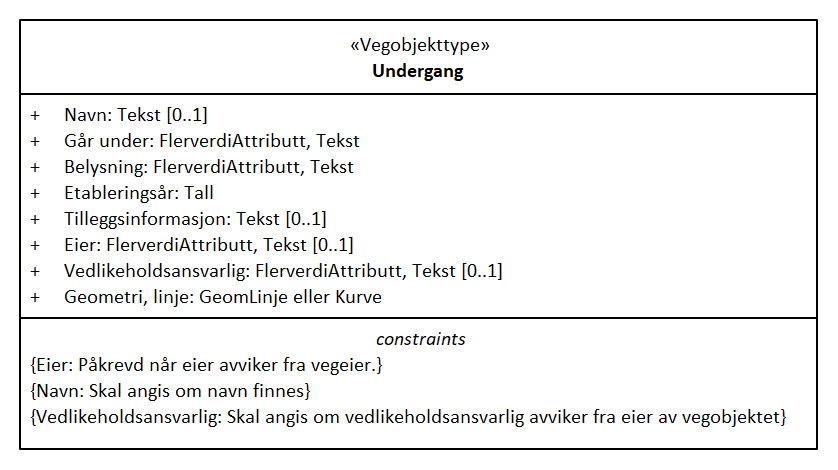 «Vegobjekttype»
Undergang
+ Navn: Tekst [0..1]
+ Går under: FlerverdiAttributt, Tekst
+ Belysning: FlerverdiAttributt, Tekst
+ Etableringsår: Tall
+ Tilleggsinformasjon: Tekst [0..1]
+ Eier: FlerverdiAttributt, Tekst [0..1]
+ Vedlikeholdsansvarlig: FlerverdiAttributt, Tekst [0..1]
+ Geometri, linje: GeomLinje eller Kurve
constraints
{Eier: Påkrevd når eier avviker fra vegeier.}
{Navn: Skal angis om navn finnes}
{Vedlikeholdsansvarlig: Skal angis om vedlikeholdsansvarlig avviker fra eier av vegobjektet}